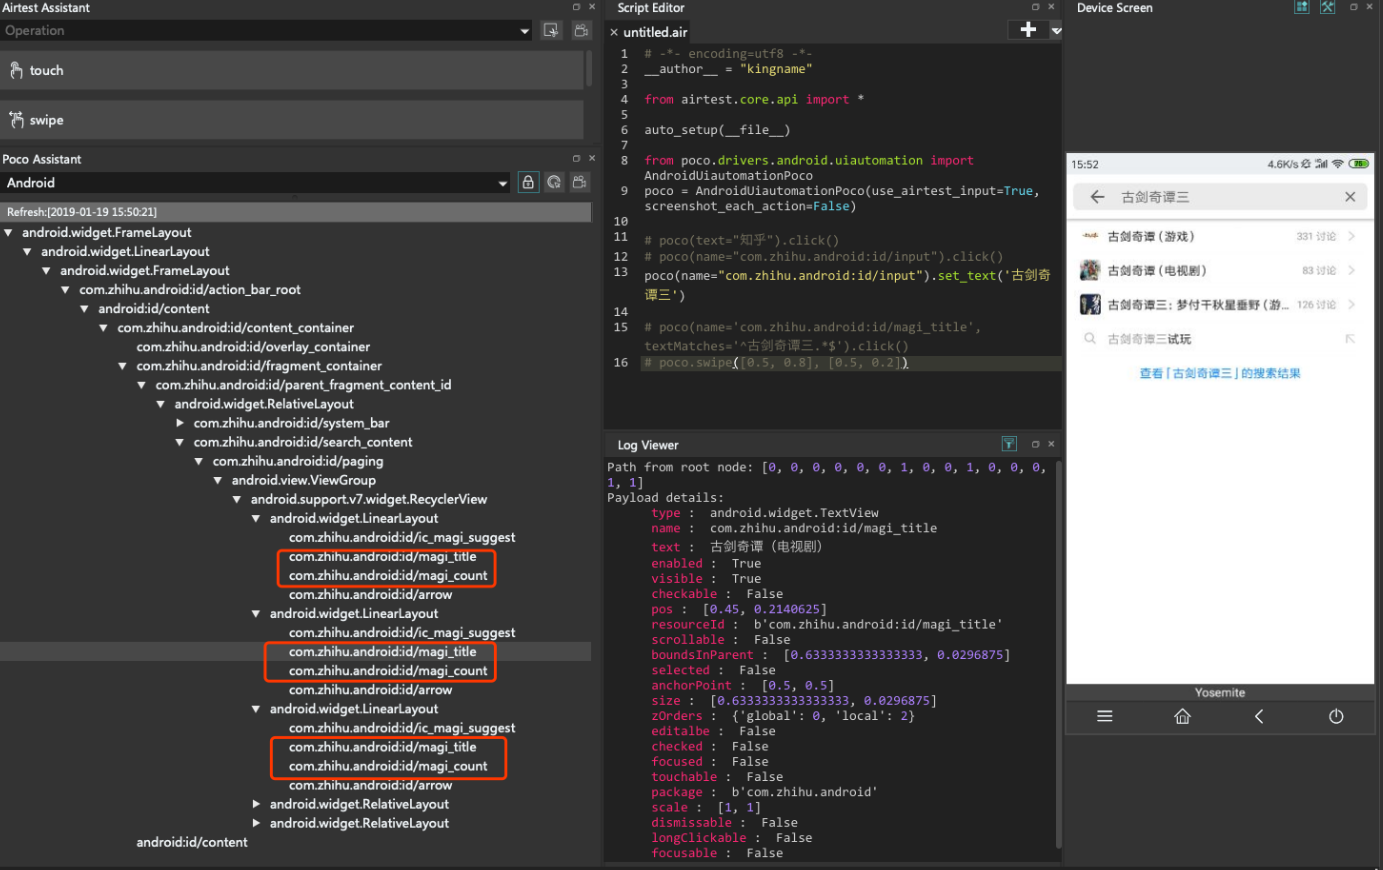 Airtest Assistant
Operation
touch
swipe
Poco Assistant
Android
Refresh:[2019-01-19 15:50:21]
android.widget.FrameLayout
android.widget.LinearLayout
android.widget.FrameLayout
com.zhihu.android:id/action_bar_root
android:id/content
com.zhihu.android:id/content_container
com.zhihu.android:id/overlay_container
com.zhihu.android:id/fragment_container
com.zhihu.android:id/parent_fragment_content_id
android.widget.RelativeLayout
com.zhihu.android:id/system_bar
com.zhihu.android:id/search_content
com.zhihu.android:id/paging
android.view.ViewGroup
android.support.v7.widget.RecyclerView
android.widget.LinearLayout
com.zhihu.android:id/ic_magi_suggest
com.zhihu.android:id/magi_title
com.zhihu.android:id/magi_count
com.zhihu.android:id/arrow
android.widget.LinearLayout
com.zhihu.android:id/ic_magi_suggest
com.zhihu.android:id/magi_title
com.zhihu.android:id/magi_count
com.zhihu.android:id/arrow
android.widget.LinearLayout
com.zhihu.android:id/ic_magi_suggest
com.zhihu.android:id/magi_title
com.zhihu.android:id/magi_count
com.zhihu.android:id/arrow
android.widget.RelativeLayout
android.widget.RelativeLayout
android:id/content
Script Editor
untitled.air
1 # -*- encoding=utf8 -*-
2 __author__ = "kingname"
3
4 from airtest.core.api import *
5
6 auto_setup(__file__)
7
8 from poco.drivers.android.uiautomation import
AndroidUiautomationPoco
9 poco = AndroidUiautomationPoco(use_airtest_input=True,
screenshot_each_action=False)
10
11 # poco(text="知乎").click()
12 # poco(name="com.zhihu.android:id/input").click()
13 poco(name="com.zhihu.android:id/input").set_text('古剑奇
谭三')
14
15 # poco(name='com.zhihu.android:id/magi_title',
textMatches='^古剑奇谭三.*$').click()
16 # poco.swipe([0.5, 0.8], [0.5, 0.2])
Log Viewer
Path from root node: [0, 0, 0, 0, 0, 0, 1, 0, 0, 1, 0, 0, 0,
1, 1]
Payload details:
type : android.widget.TextView
name : com.zhihu.android:id/magi_title
text : 古剑奇谭（电视剧）
enabled : True
visible : True
checkable : False
pos : [0.45, 0.2140625]
resourceId : b'com.zhihu.android:id/magi_title'
scrollable : False
boundsInParent : [0.6333333333333333, 0.0296875]
selected : False
anchorPoint : [0.5, 0.5]
size : [0.6333333333333333, 0.0296875]
zOrders : {'global': 0, 'local': 2}
editalbe : False
checked : False
focused : False
touchable : False
package : b'com.zhihu.android'
scale : [1, 1]
dismissable : False
longClickable : False
focusable : False
Device Screen
15:52 4.6K/s
古剑奇谭三
古剑奇谭（游戏） 331 讨论
古剑奇谭（电视剧） 83 讨论
古剑奇谭三：梦付千秋星垂野（游... 126 讨论
古剑奇谭三试玩
查看「古剑奇谭三」的搜索结果
Yosemite